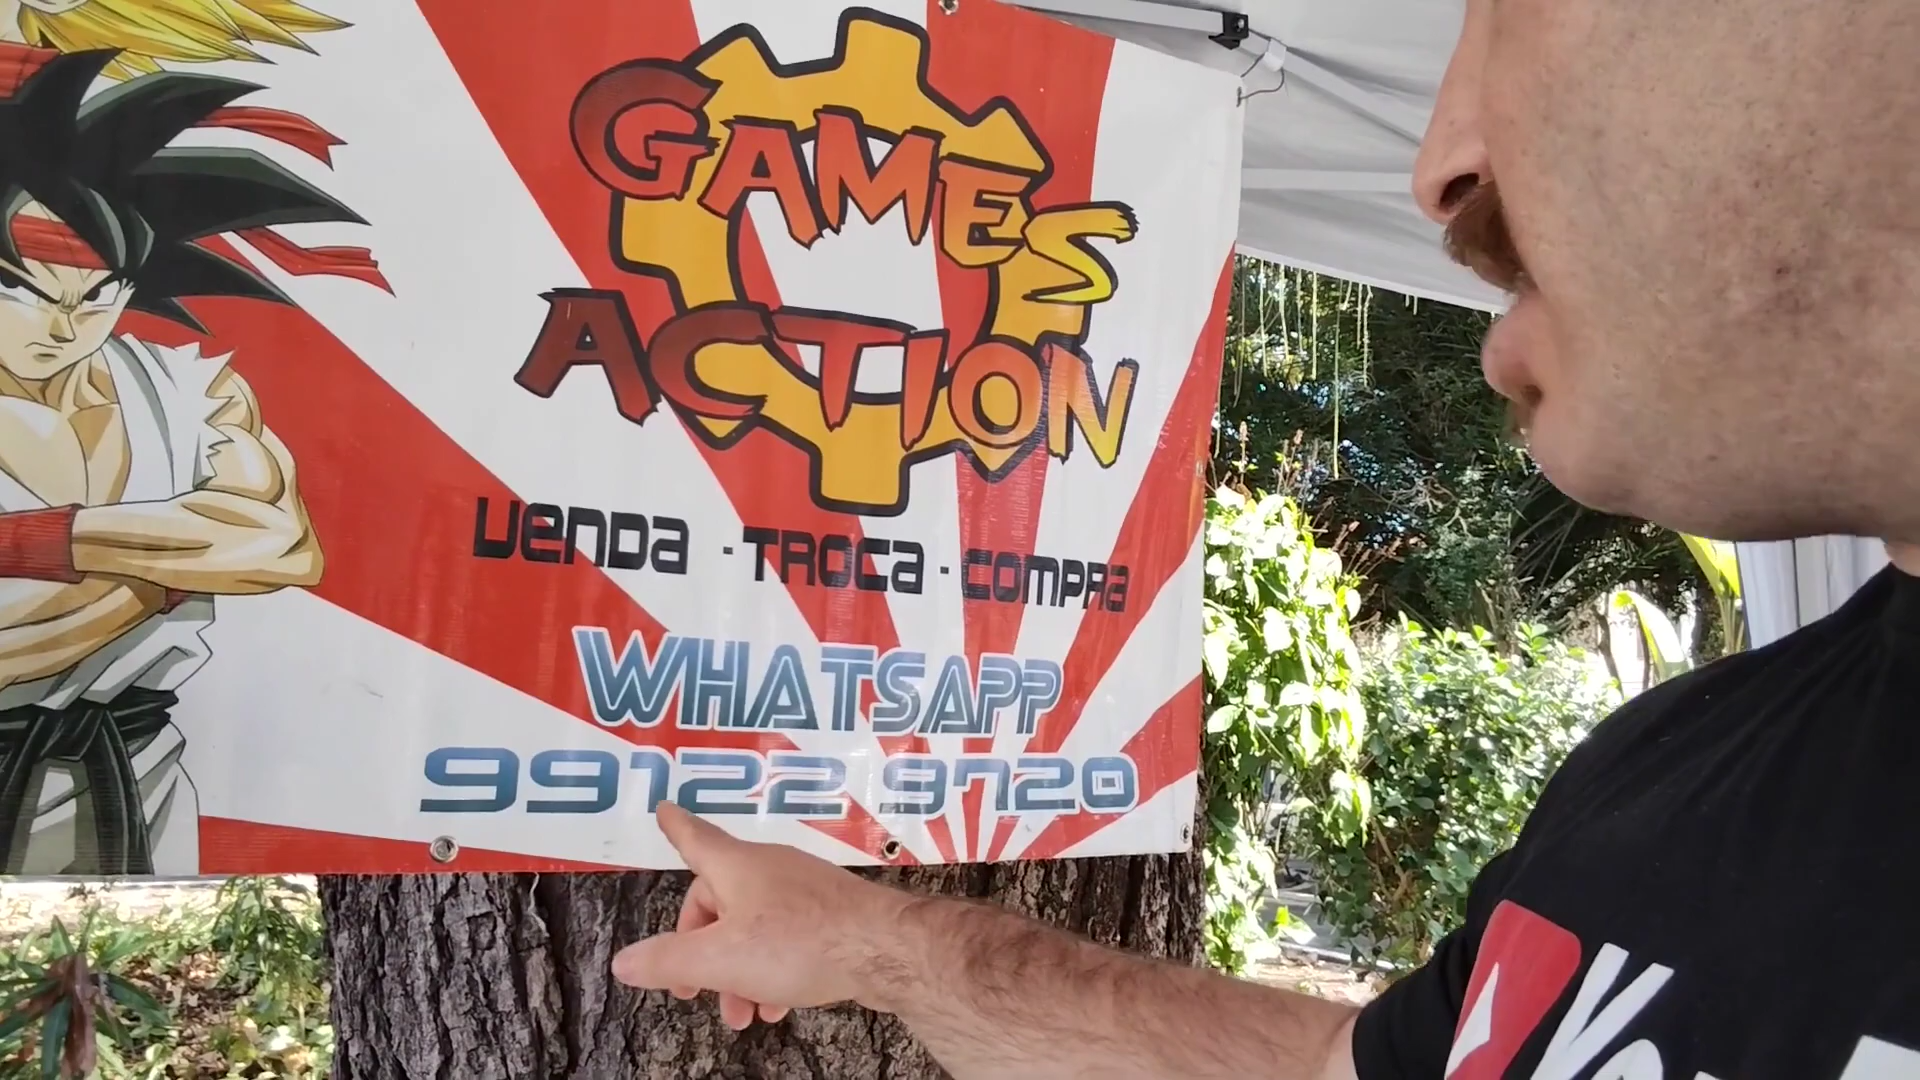 GAMES
ACTION
VENDA - TROCA - COMPRA
WHATSAPP
99122 9720